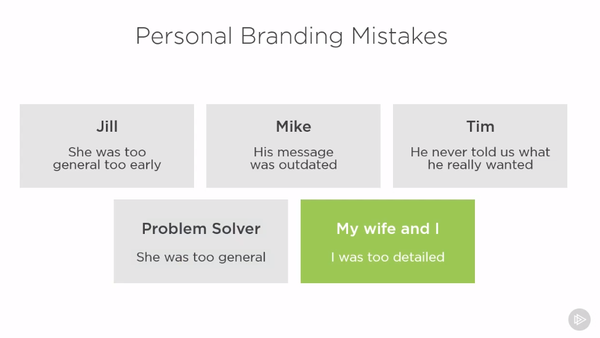 Personal Branding Mistakes
Jill
She was too
general too early
Mike
His message
was outdated
Tim
He never told us what
he really wanted
Problem Solver
She was too general
My wife and I
I was too detailed